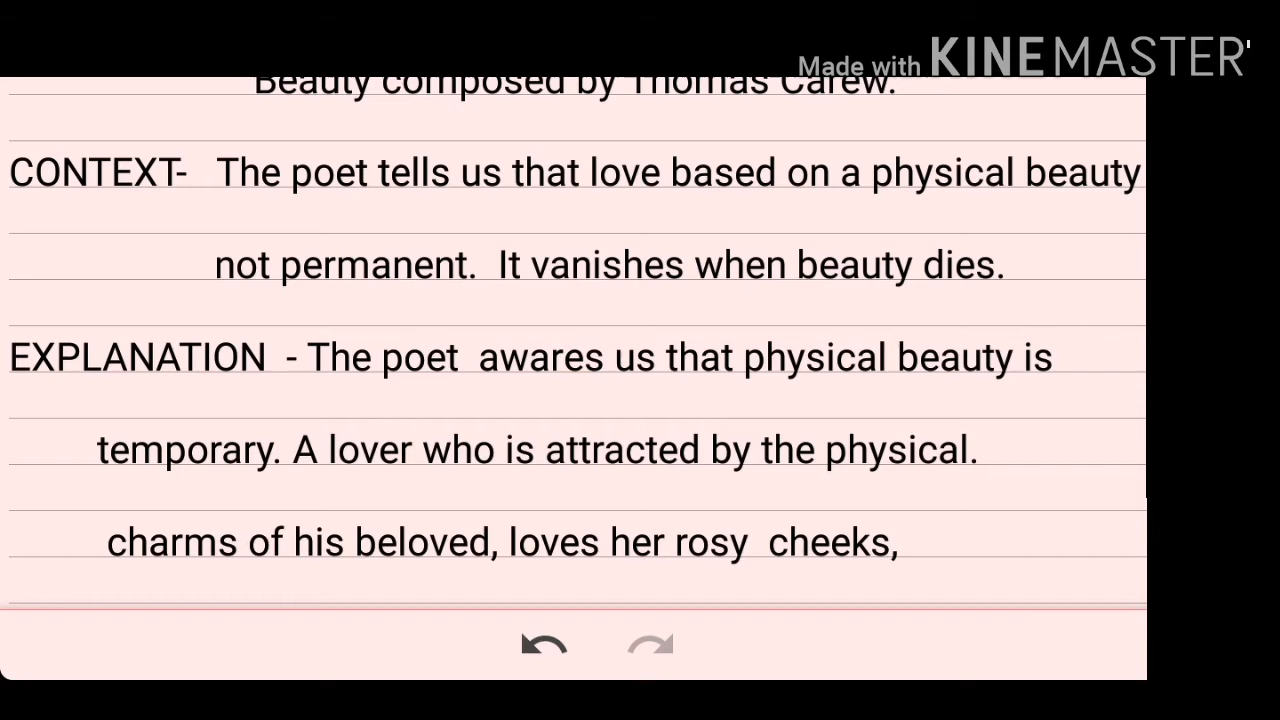 Made with KINEMASTER
Beauty composed by Thomas Carew.
CONTEXT- The poet tells us that love based on a physical beauty
not permanent. It vanishes when beauty dies.
EXPLANATION - The poet awares us that physical beauty is
temporary. A lover who is attracted by the physical.
charms of his beloved, loves her rosy cheeks,